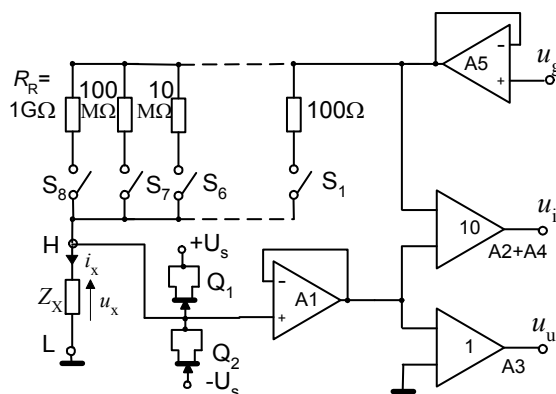 A5
-
+
u_g
R_R=
1GΩ
100
MΩ
10
MΩ
100Ω
S_8
S_7
S_6
S_1
H
i_x
Z_X
u_x
L
+U_s
Q_1
Q_2
-U_s
-
+
A1
10
A2+A4
u_i
1
A3
u_u